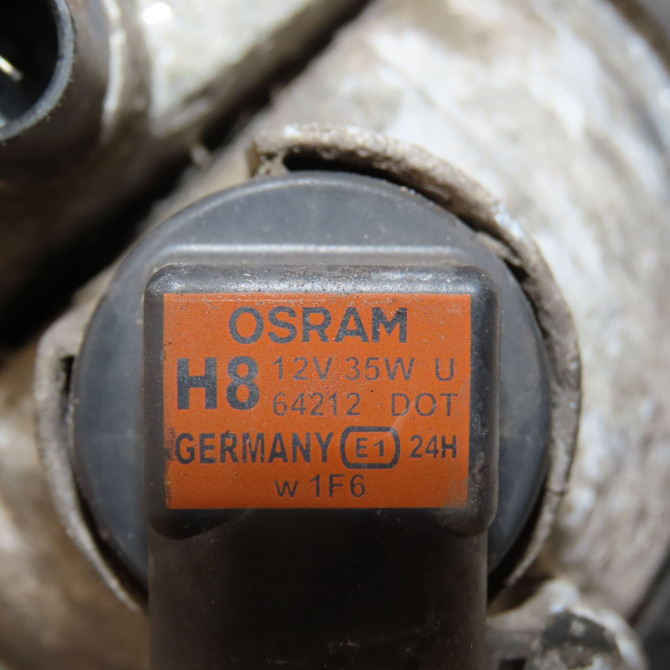 OSRAM
H8 12V 35W U
64212 DOT
GERMANY E1 24H
w 1F6